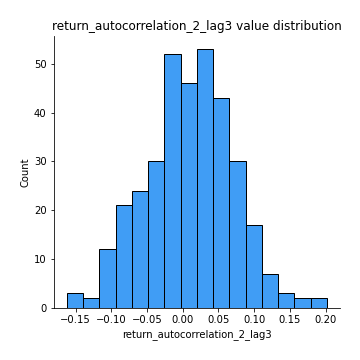 return_autocorrelation_2_lag3 value distribution
50
40
30
20
10
0
Count
−0.15 −0.10 −0.05 0.00 0.05 0.10 0.15 0.20
return_autocorrelation_2_lag3